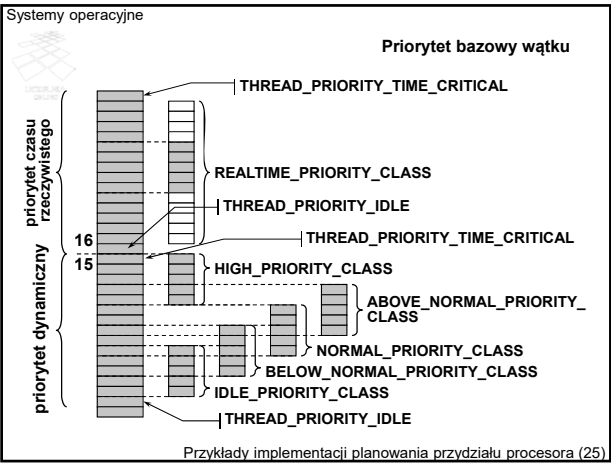 Systemy operacyjne
Priorytet bazowy wątku
THREAD_PRIORITY_TIME_CRITICAL
priorytet czasu
rzeczywistego
REALTIME_PRIORITY_CLASS
THREAD_PRIORITY_IDLE
16
THREAD_PRIORITY_TIME_CRITICAL
15
HIGH_PRIORITY_CLASS
priorytet dynamiczny
ABOVE_NORMAL_PRIORITY_
CLASS
NORMAL_PRIORITY_CLASS
BELOW_NORMAL_PRIORITY_CLASS
IDLE_PRIORITY_CLASS
THREAD_PRIORITY_IDLE
Przykłady implementacji planowania przydziału procesora (25)